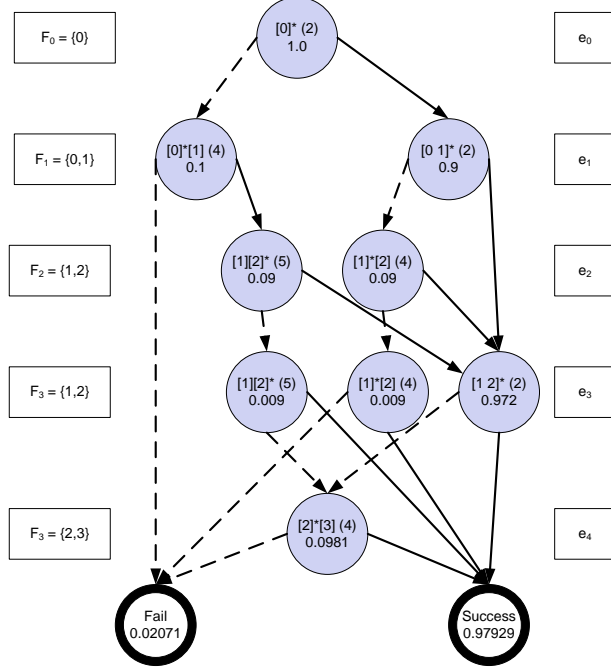 F0 = {0}
[0]* (2)
1.0
e0
F1 = {0,1}
[0]*[1] (4)
0.1
[0 1]* (2)
0.9
e1
F2 = {1,2}
[1][2]* (5)
0.09
[1]*[2] (4)
0.09
e2
F3 = {1,2}
[1][2]* (5)
0.009
[1]*[2] (4)
0.009
[1 2]* (2)
0.972
e3
F3 = {2,3}
[2]*[3] (4)
0.0981
e4
Fail
0.02071
Success
0.97929